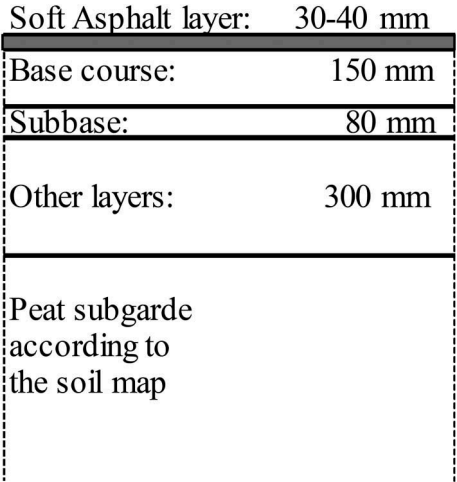 Soft Asphalt layer: 30-40 mm
Base course: 150 mm
Subbase: 80 mm
Other layers: 300 mm
Peat subgarde
according to
the soil map